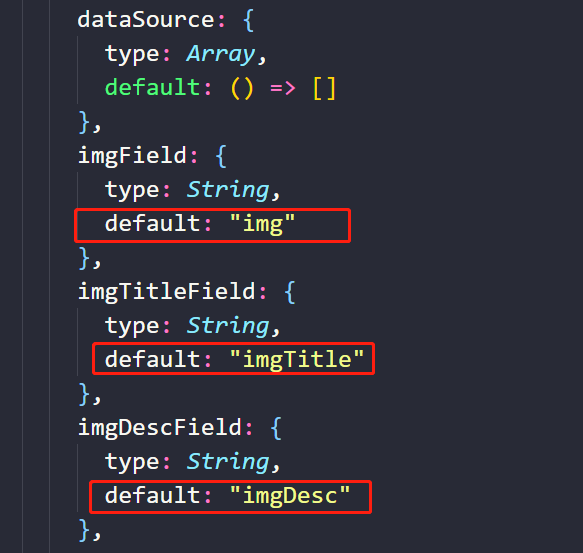 dataSource: {
type: Array,
default: () => []
},
imgField: {
type: String,
default: "img"
},
imgTitleField: {
type: String,
default: "imgTitle"
},
imgDescField: {
type: String,
default: "imgDesc"
},